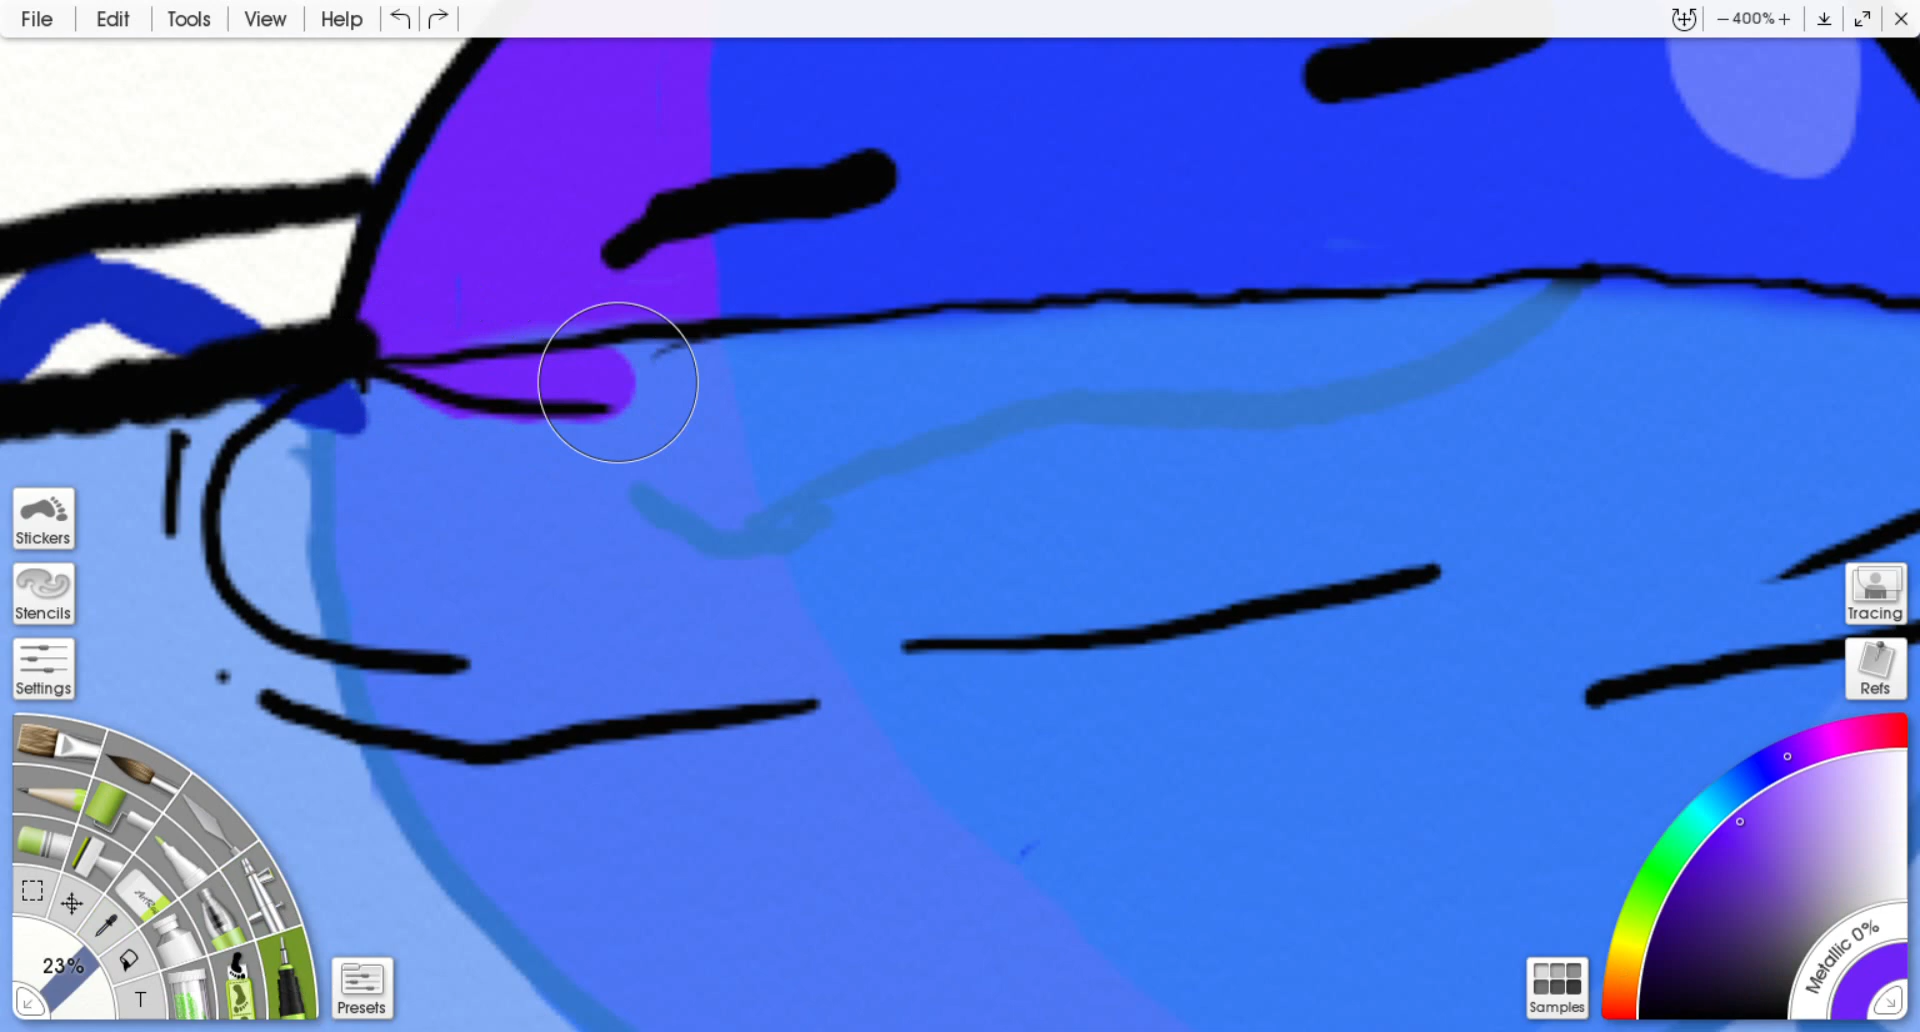 File Edit Tools View Help 400%
Stickers
Stencils
Settings
Tracing
Refs
23%
T
Presets
Samples
Metallic 0%